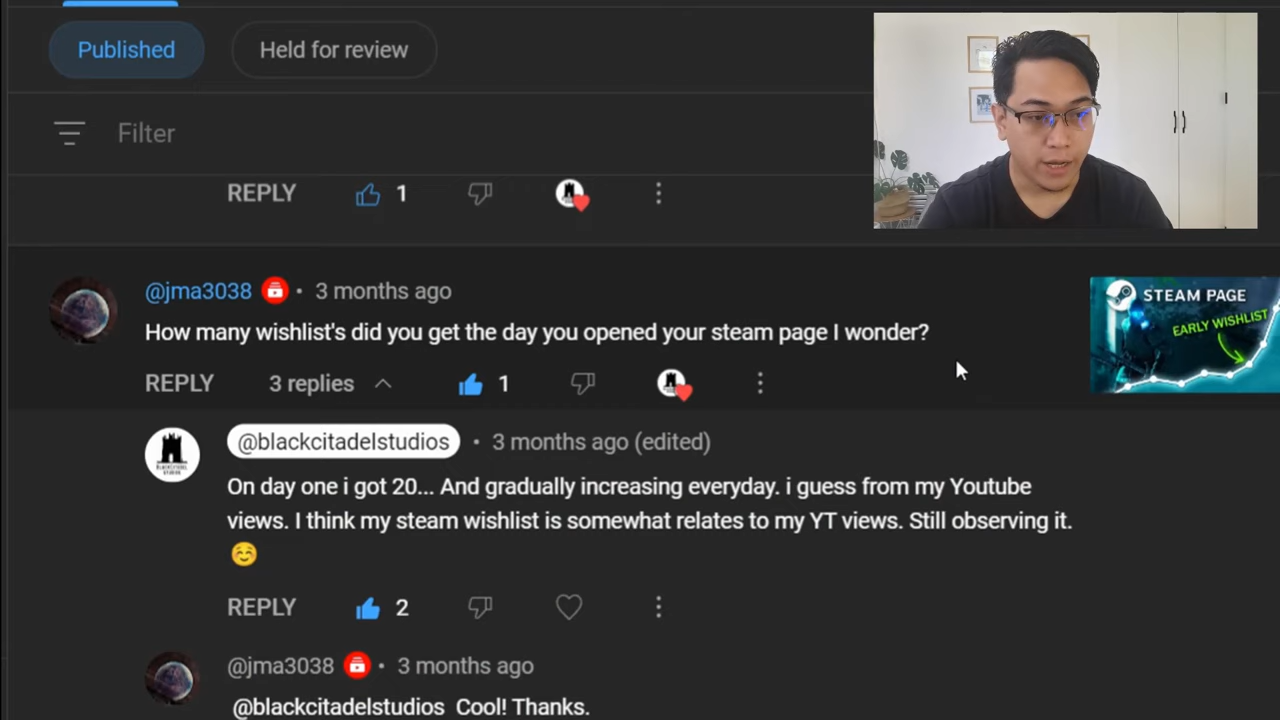 Published
Held for review
Filter
REPLY
1
@jma3038 • 3 months ago
How many wishlist's did you get the day you opened your steam page I wonder?
REPLY
3 replies
1
STEAM PAGE
EARLY WISHLIST
@blackcitadelstudios • 3 months ago (edited)
On day one i got 20... And gradually increasing everyday. i guess from my Youtube
views. I think my steam wishlist is somewhat relates to my YT views. Still observing it.
☺️
REPLY
2
@jma3038 • 3 months ago
@blackcitadelstudios Cool! Thanks.